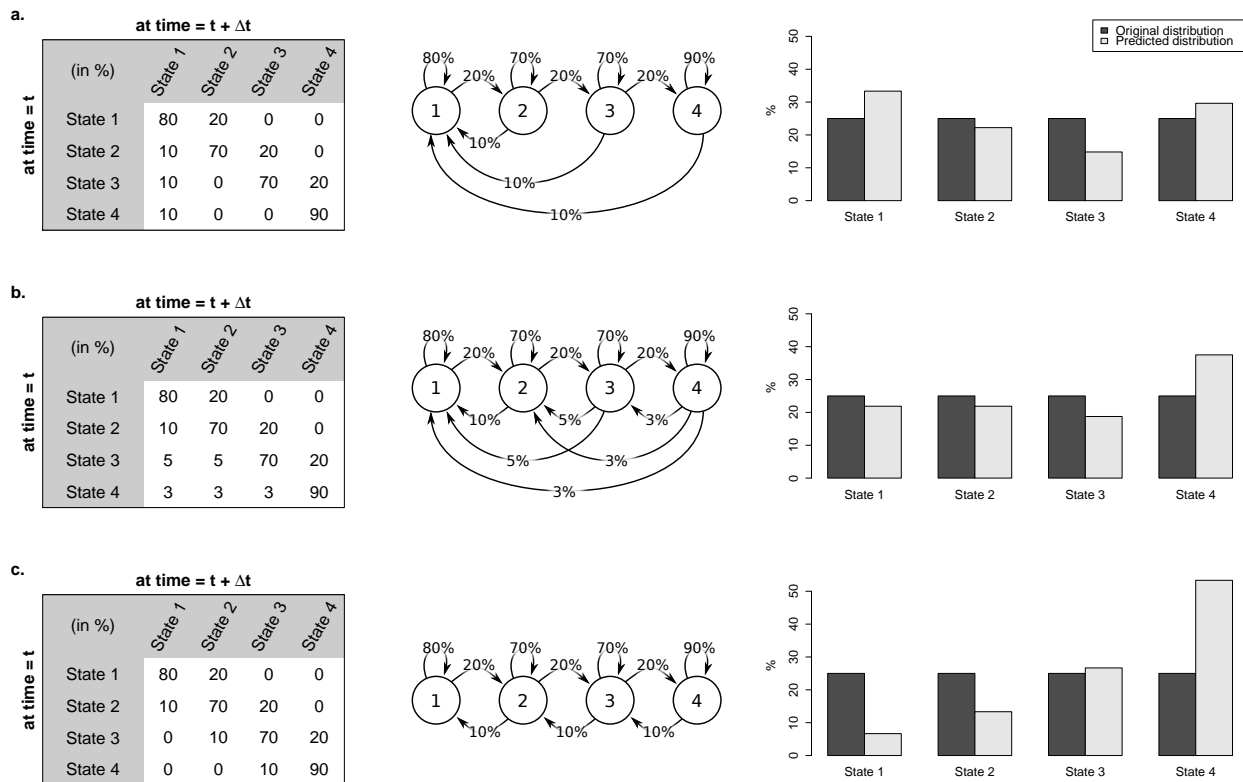 a.
at time = t + Δt
at time = t
(in %) State 1 State 2 State 3 State 4
State 1 80 20 0 0
State 2 10 70 20 0
State 3 10 0 70 20
State 4 10 0 0 90
80% 70% 70% 90%
20% 20% 20%
1 2 3 4
10%
10%
10%
Original distribution
Predicted distribution
%
50
40
30
20
10
0
State 1 State 2 State 3 State 4
b.
at time = t + Δt
at time = t
(in %) State 1 State 2 State 3 State 4
State 1 80 20 0 0
State 2 10 70 20 0
State 3 5 5 70 20
State 4 3 3 3 90
80% 70% 70% 90%
20% 20% 20%
1 2 3 4
10% 5% 3%
5% 3%
3%
%
50
40
30
20
10
0
State 1 State 2 State 3 State 4
c.
at time = t + Δt
at time = t
(in %) State 1 State 2 State 3 State 4
State 1 80 20 0 0
State 2 10 70 20 0
State 3 0 10 70 20
State 4 0 0 10 90
80% 70% 70% 90%
20% 20% 20%
1 2 3 4
10% 10% 10%
%
50
40
30
20
10
0
State 1 State 2 State 3 State 4